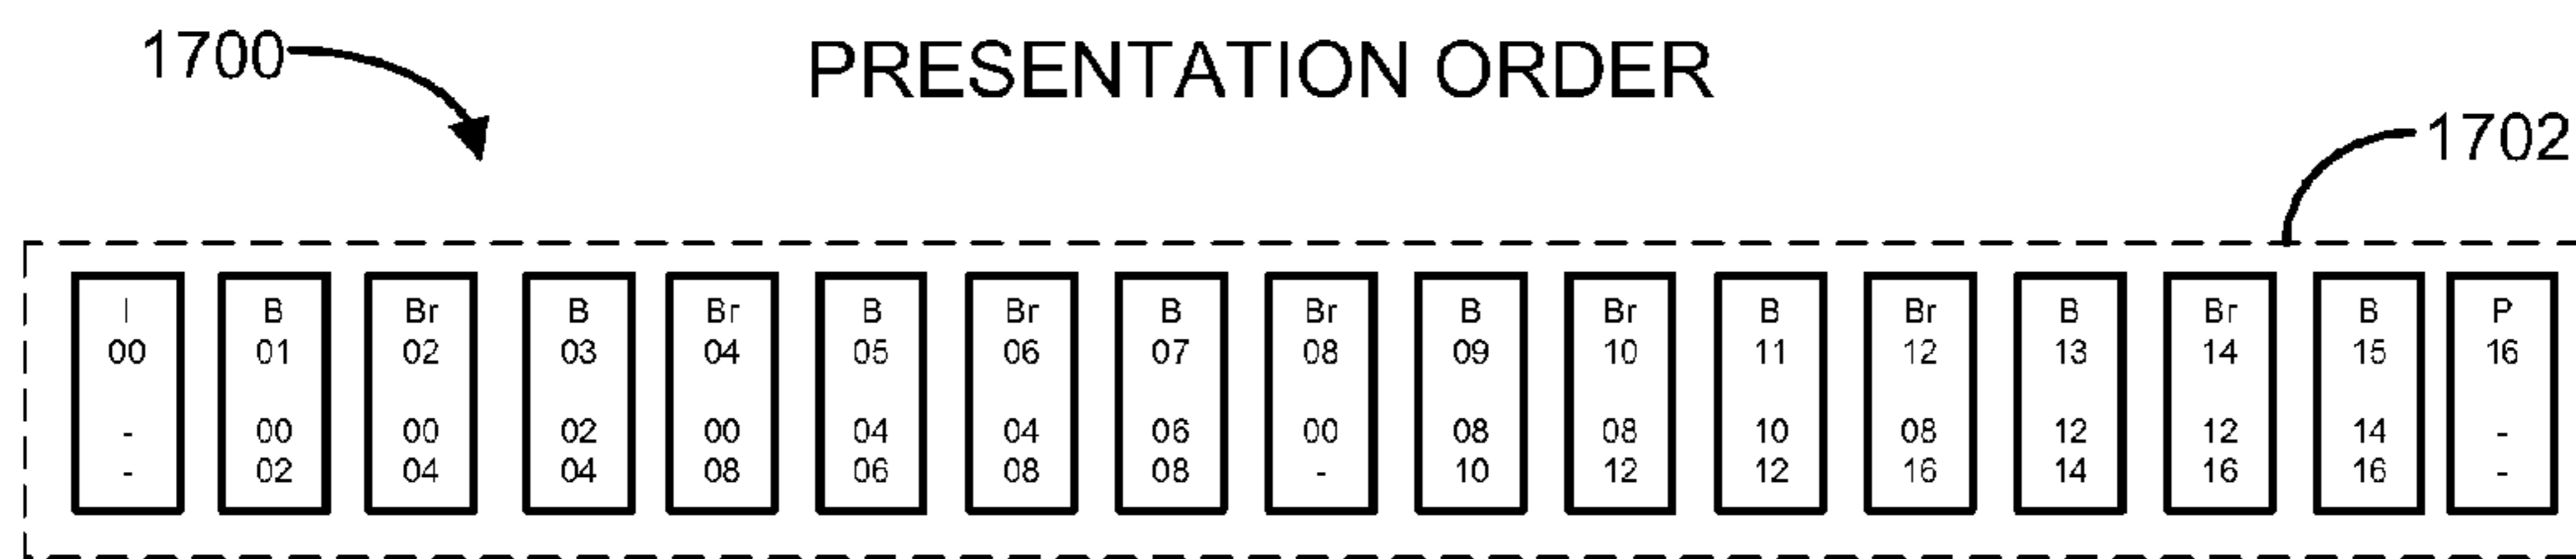 1700
PRESENTATION ORDER
1702
I B Br B Br B Br B Br B Br B Br B Br B P
00 01 02 03 04 05 06 07 08 09 10 11 12 13 14 15 16
- 00 00 02 00 04 04 06 00 08 08 10 08 12 12 14 -
- 02 04 04 08 06 08 08 - 10 12 12 16 14 16 16 -